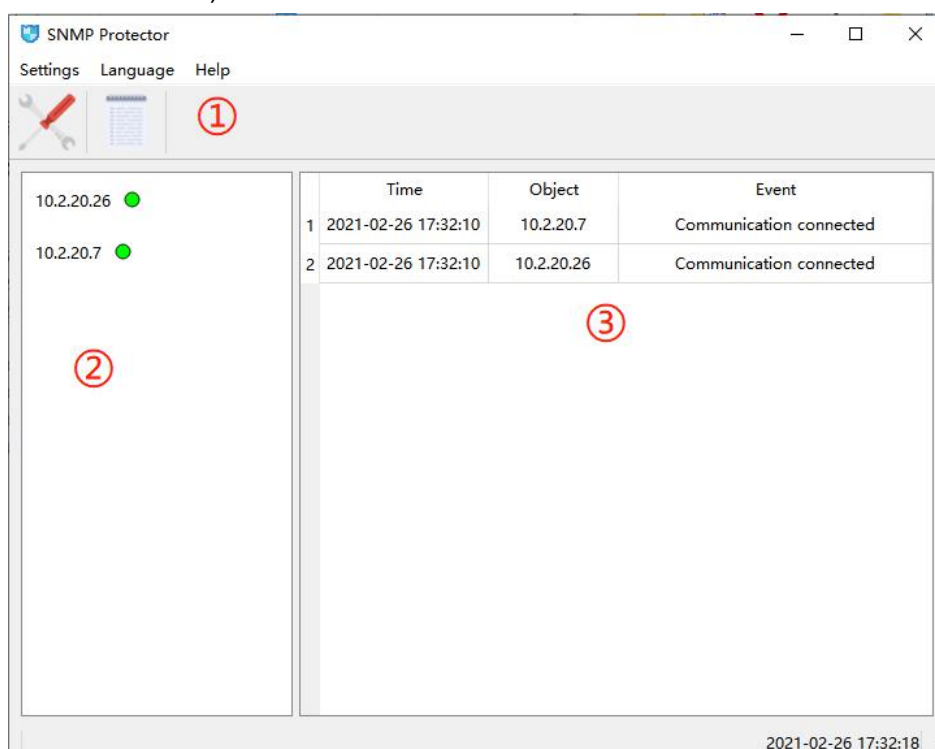 SNMP Protector
Settings Language Help
①
10.2.20.26
10.2.20.7
②
Time Object Event
1 2021-02-26 17:32:10 10.2.20.7 Communication connected
2 2021-02-26 17:32:10 10.2.20.26 Communication connected
③
2021-02-26 17:32:18